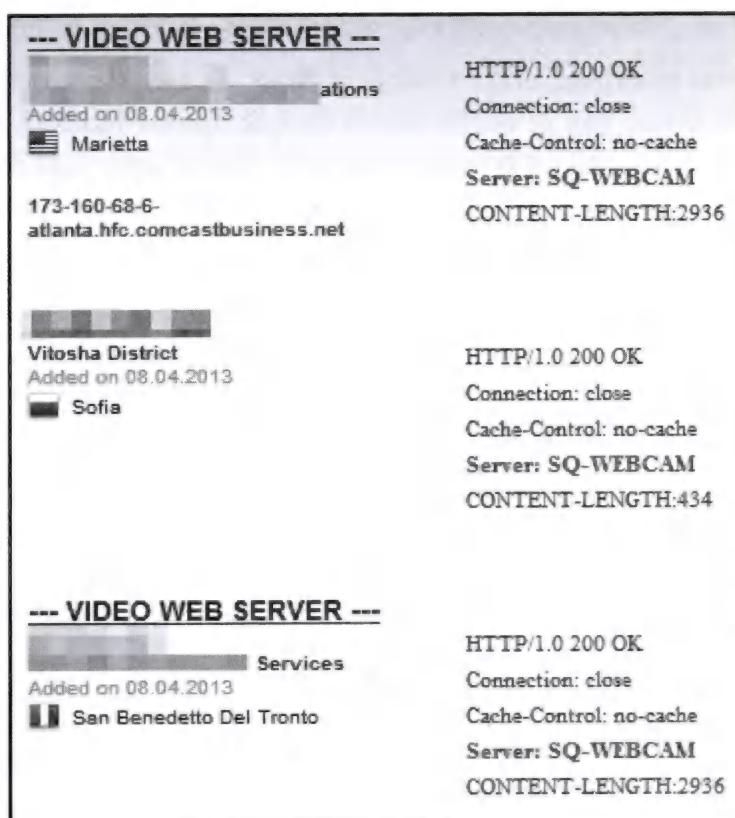 --- VIDEO WEB SERVER ---
ations
Added on 08.04.2013
Marietta
173-160-68-6-
atlanta.hfc.comcastbusiness.net
HTTP/1.0 200 OK
Connection: close
Cache-Control: no-cache
Server: SQ-WEBCAM
CONTENT-LENGTH:2936
Vitosha District
Added on 08.04.2013
Sofia
HTTP/1.0 200 OK
Connection: close
Cache-Control: no-cache
Server: SQ-WEBCAM
CONTENT-LENGTH:434
--- VIDEO WEB SERVER ---
Services
Added on 08.04.2013
San Benedetto Del Tronto
HTTP/1.0 200 OK
Connection: close
Cache-Control: no-cache
Server: SQ-WEBCAM
CONTENT-LENGTH:2936